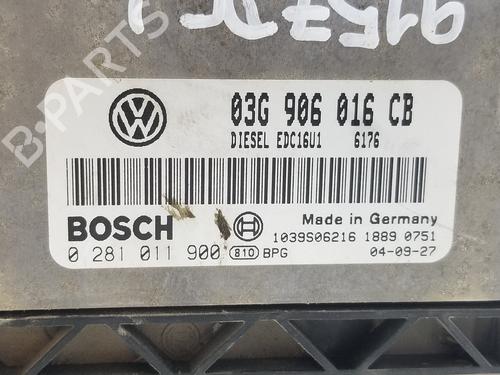 9157DC
B-PARTS
03G 906 016 CB
DIESEL EDC16U1 6176
BOSCH
Made in Germany
1039S06216 1889 0751
0 281 011 900 810 BPG
04-09-27